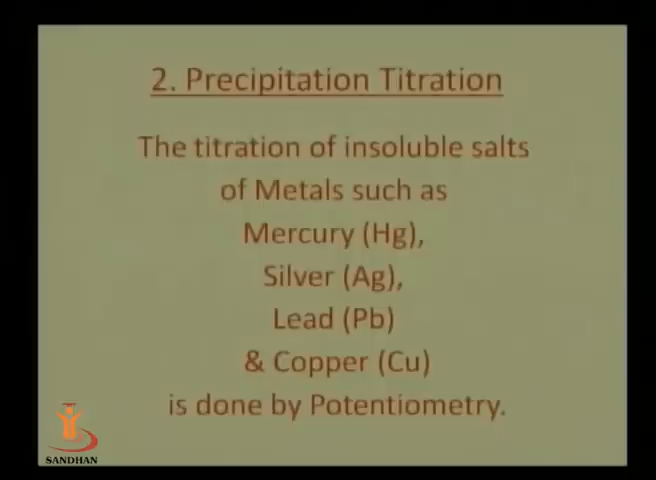 2. Precipitation Titration
The titration of insoluble salts
of Metals such as
Mercury (Hg),
Silver (Ag),
Lead (Pb)
& Copper (Cu)
is done by Potentiometry.
SANDHAN